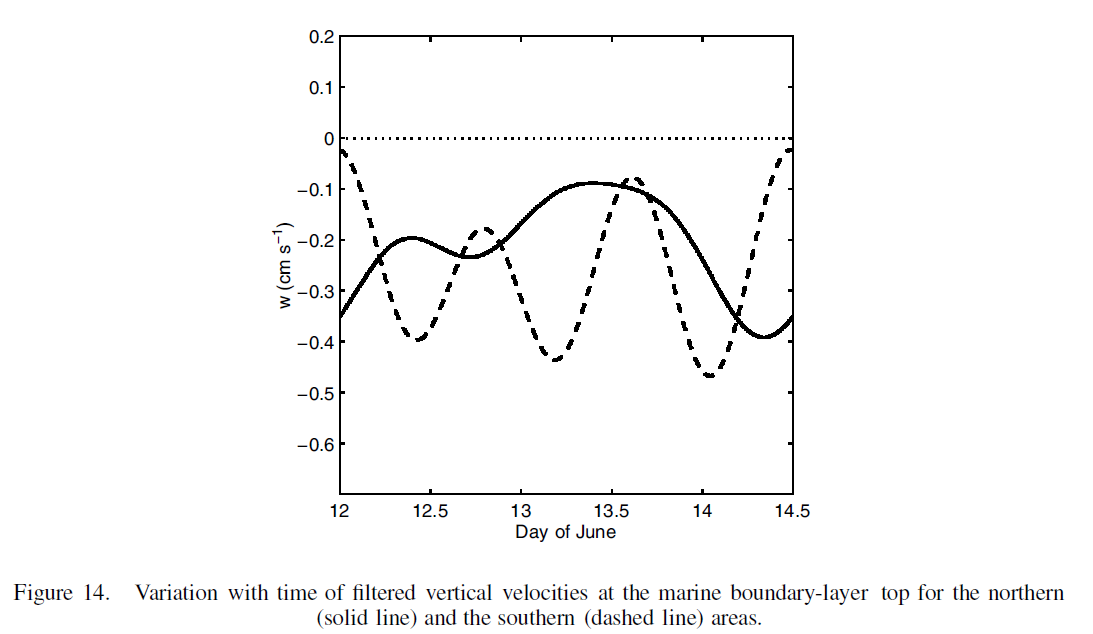 0.2
0.1
0
−0.1
−0.2
−0.3
−0.4
−0.5
−0.6
w (cm s⁻¹)
12 12.5 13 13.5 14 14.5
Day of June
Figure 14. Variation with time of filtered vertical velocities at the marine boundary-layer top for the northern
(solid line) and the southern (dashed line) areas.